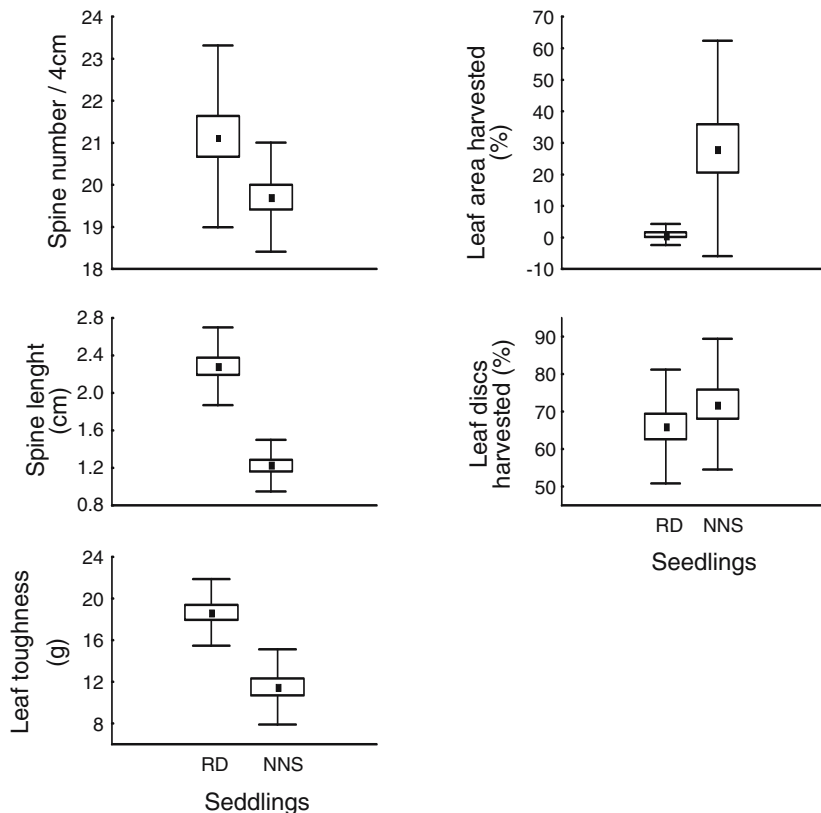 Spine number / 4cm
24
23
22
21
20
19
18
Leaf area harvested
(%)
70
60
50
40
30
20
10
0
-10
Spine lenght
(cm)
2.8
2.4
2.0
1.6
1.2
0.8
Leaf discs
harvested (%)
90
80
70
60
50
RD NNS
Seedlings
Leaf toughness
(g)
24
20
16
12
8
RD NNS
Seddlings